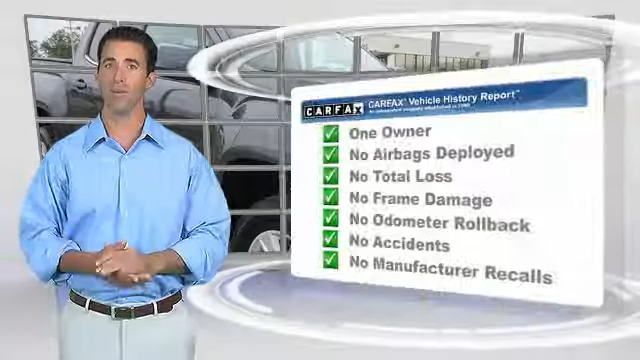 CARFAX CARFAX® Vehicle History Report™
One Owner
No Airbags Deployed
No Total Loss
No Frame Damage
No Odometer Rollback
No Accidents
No Manufacturer Recalls